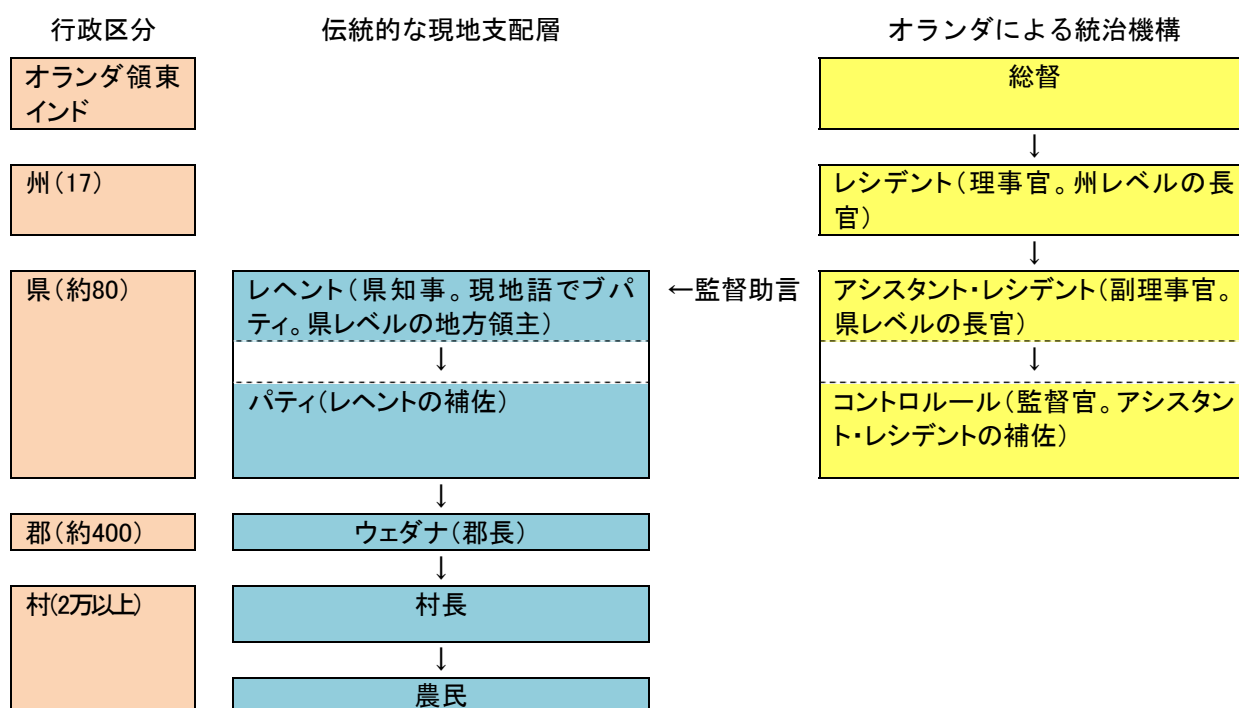 行政区分 伝統的な現地支配層 オランダによる統治機構
オランダ領東
インド
総督
↓
州(17)
レシデント(理事官。州レベルの長
官)
↓
県(約80)
レヘント(県知事。現地語でブパ
ティ。県レベルの地方領主)
←監督助言
アシスタント・レシデント(副理事官。
県レベルの長官)
↓
↓
パティ(レヘントの補佐)
コントロルール(監督官。アシスタン
ト・レシデントの補佐)
↓
郡(約400)
ウェダナ(郡長)
↓
村(2万以上)
村長
↓
農民